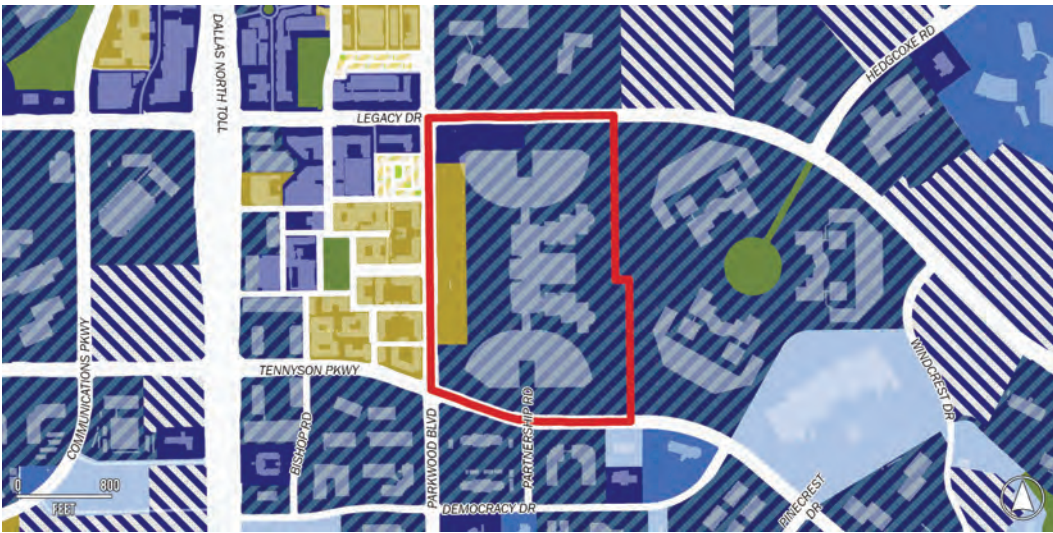 DALLAS NORTH TOLL
HEDGCOXE RD
LEGACY DR
TENNYSON PKWY
COMMUNICATIONS PKWY
BISHOP RD
PARKWOOD BLVD
PARTNERSHIP RD
WINDCREST DR
PINECREST
DR
DEMOCRACY DR
0 800
FEET